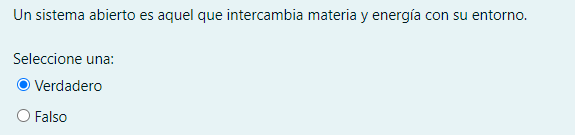 Un sistema abierto es aquel que intercambia materia y energía con su entorno.
Seleccione una:
Verdadero
Falso